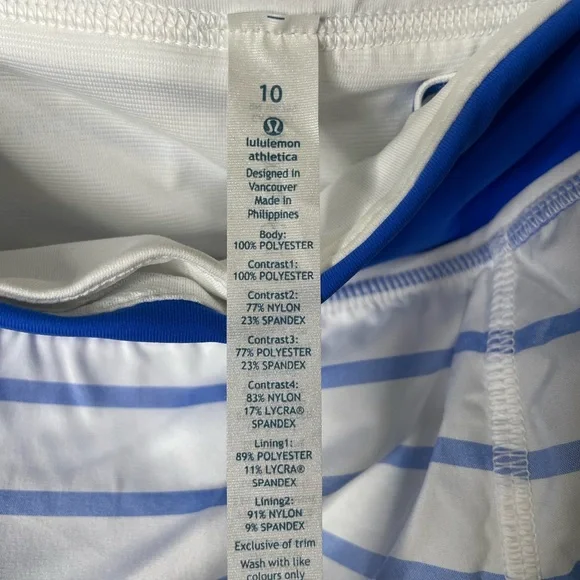 10
lululemon
athletica
Designed in
Vancouver
Made in
Philippines
Body:
100% POLYESTER
Contrast1:
100% POLYESTER
Contrast2:
77% NYLON
23% SPANDEX
Contrast3:
77% POLYESTER
23% SPANDEX
Contrast4:
83% NYLON
17% LYCRA®
SPANDEX
Lining1:
89% POLYESTER
11% LYCRA®
SPANDEX
Lining2:
91% NYLON
9% SPANDEX
Exclusive of trim
Wash with like
colours only